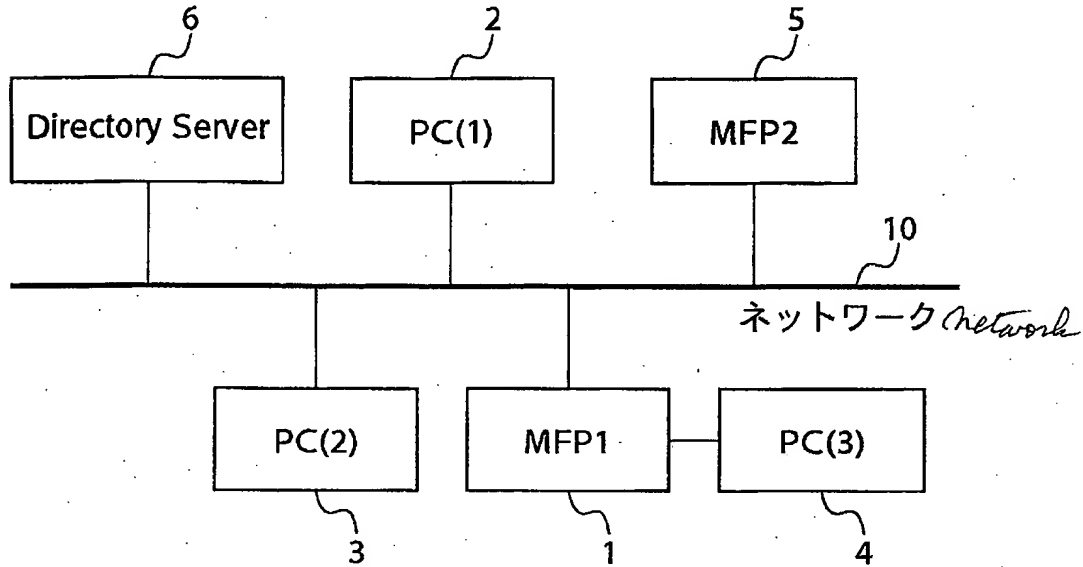 6
2
5
Directory Server
PC(1)
MFP2
10
ネットワーク network
PC(2)
MFP1
PC(3)
3
1
4